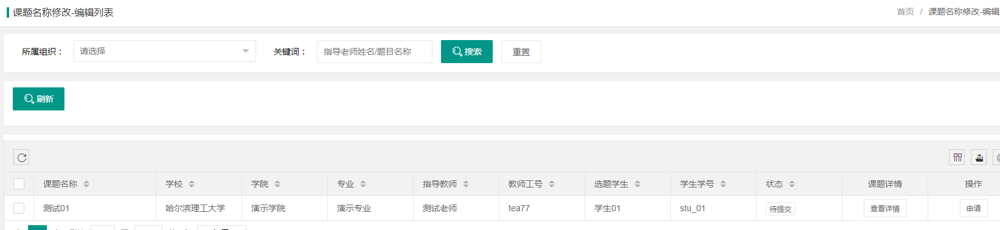 课题名称修改-编辑列表
首页 / 课题名称修改-编辑
所属组织： 请选择 关键词： 指导老师姓名/题目名称 搜索 重置
刷新
课题名称 学校 学院 专业 指导教师 教师工号 选题学生 学生学号 状态 课题详情 操作
测试01 哈尔滨理工大学 演示学院 演示专业 测试老师 tea77 学生01 stu_01 待提交 查看详情 申请